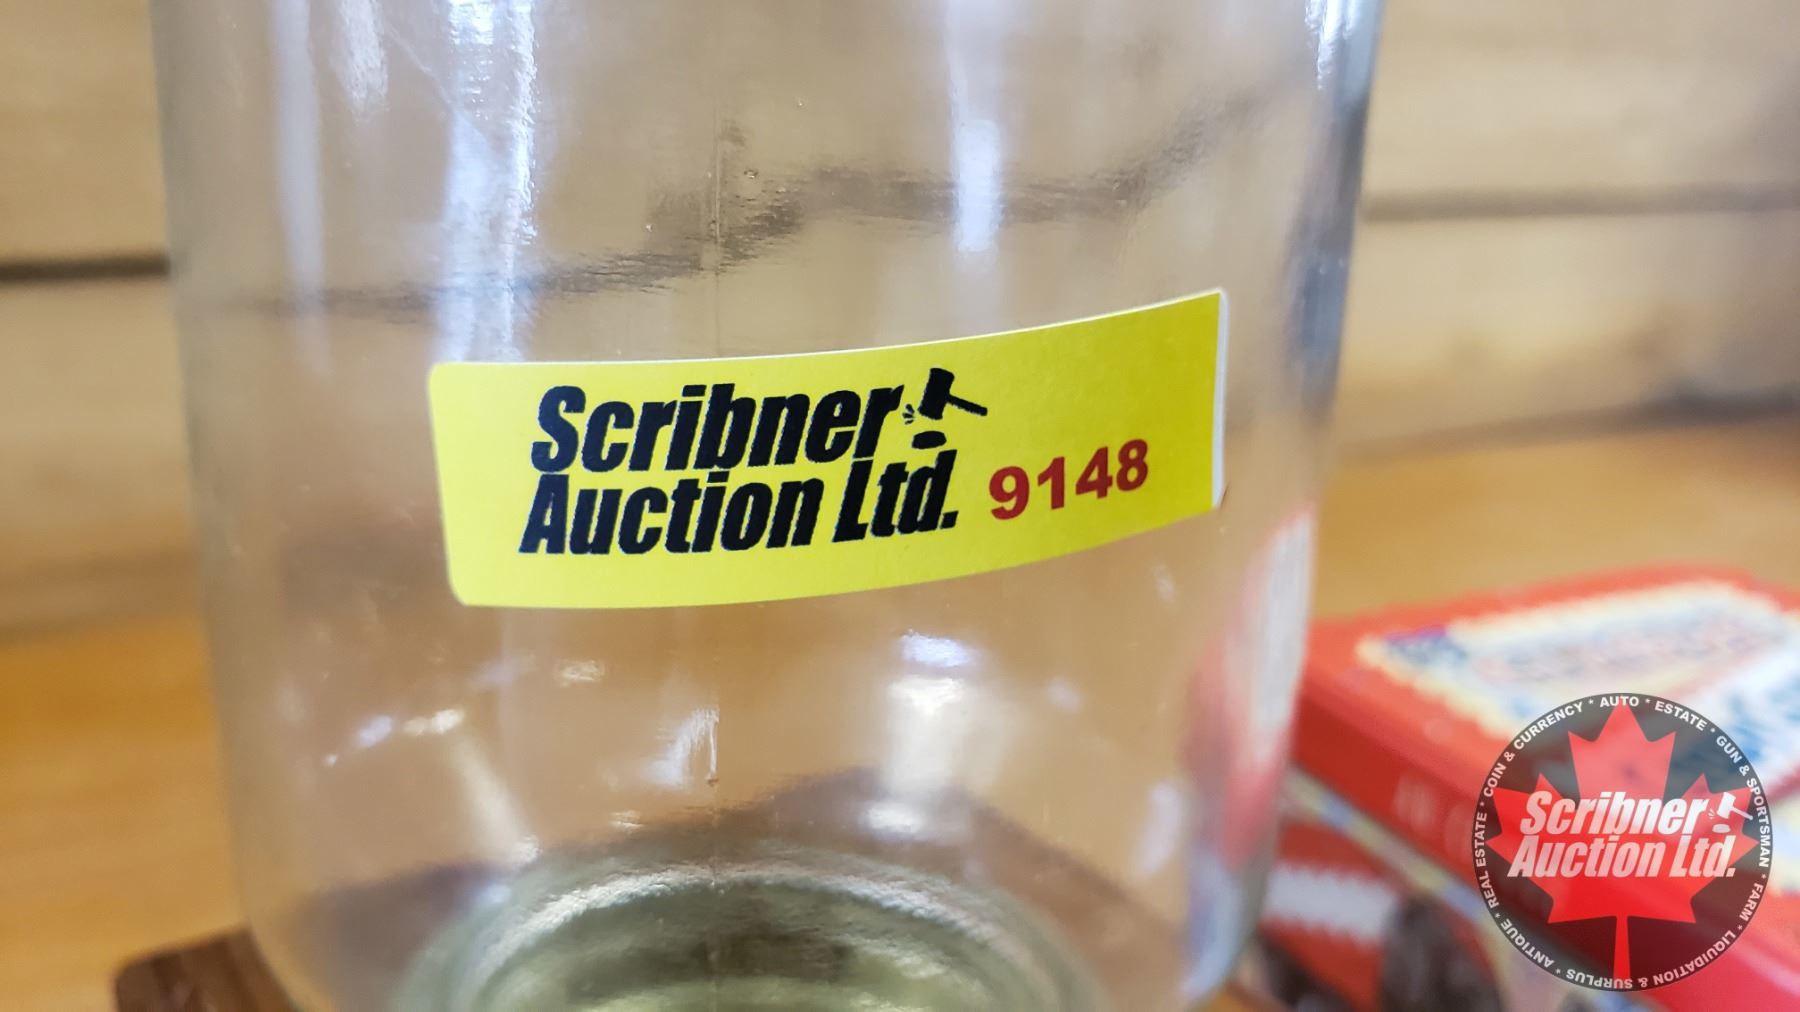 Scribner
Auction Ltd. 9148
* COIN & CURRENCY * AUTO * ESTATE * GUN & SPORTSMAN * FARM * LIQUIDATION & SURPLUS * ANTIQUE * REAL ESTATE
Scribner
Auction Ltd.